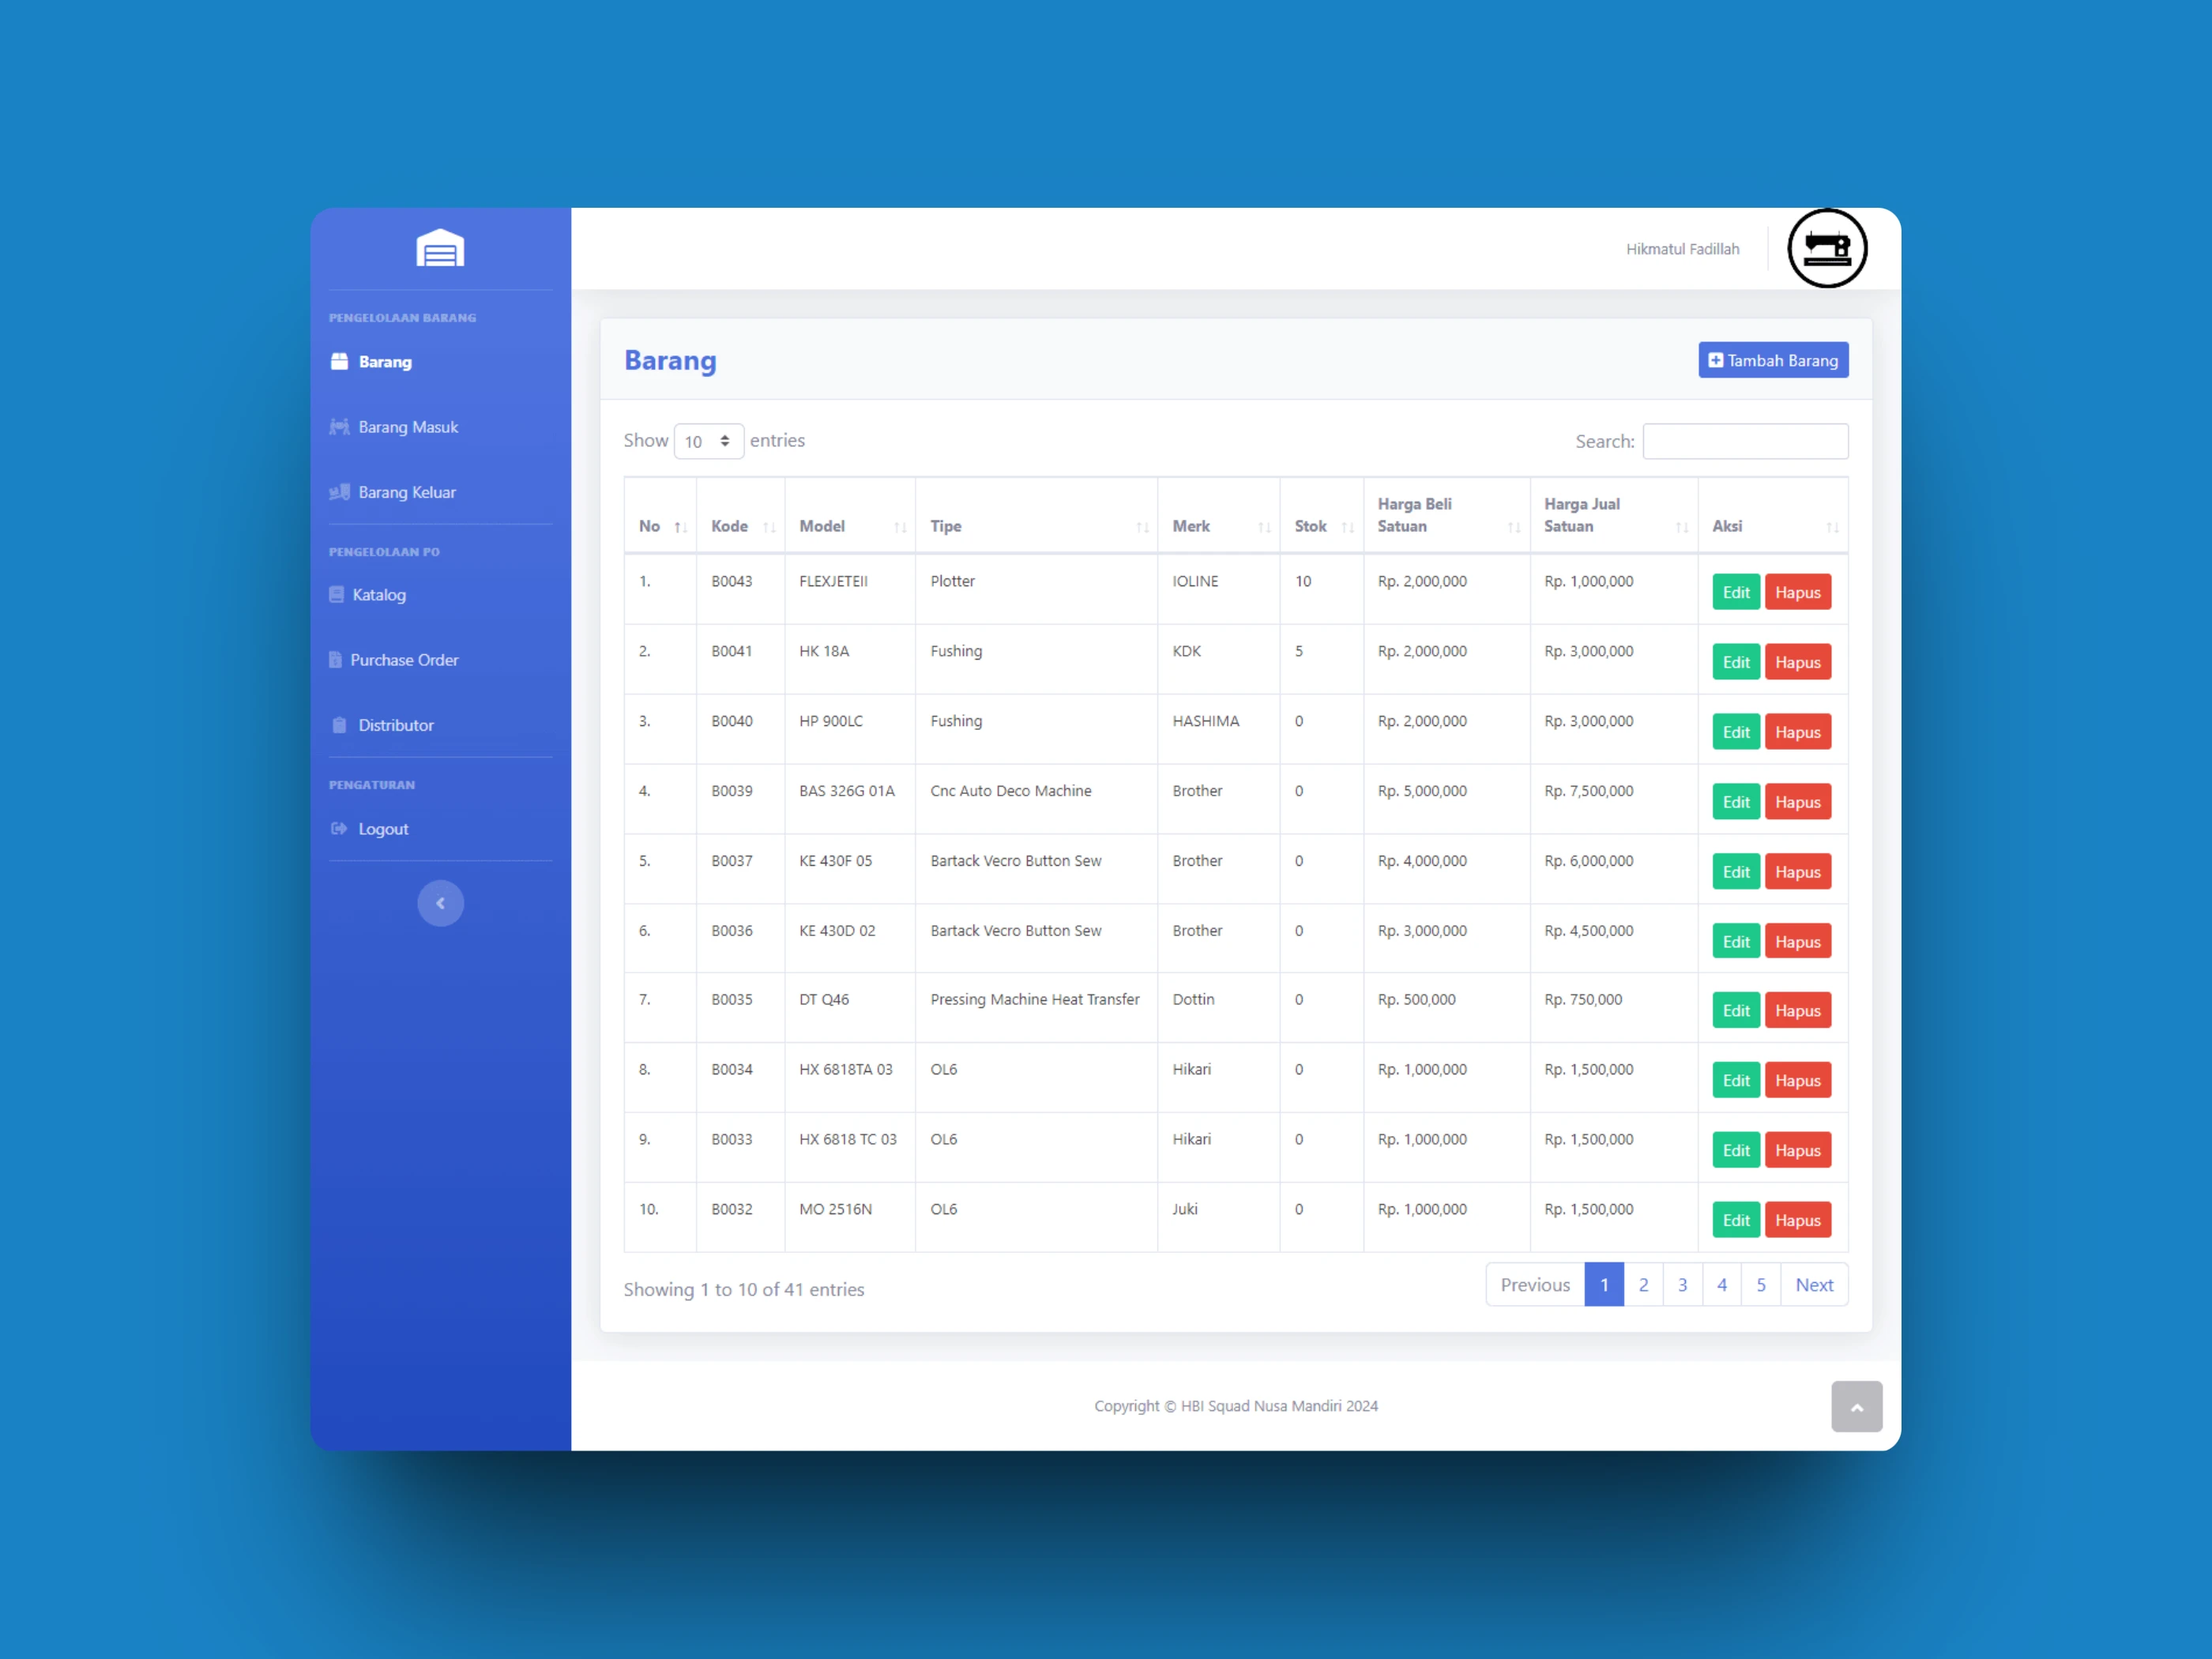 Hikmatul Fadillah
PENGELOLAAN BARANG
Barang
Barang Masuk
Barang Keluar
PENGELOLAAN PO
Katalog
Purchase Order
Distributor
PENGATURAN
Logout
Barang
Tambah Barang
Show 10 entries
Search:
No Kode Model Tipe Merk Stok Harga Beli Satuan Harga Jual Satuan Aksi
1. B0043 FLEXJETEII Plotter IOLINE 10 Rp. 2,000,000 Rp. 1,000,000 Edit Hapus
2. B0041 HK 18A Fushing KDK 5 Rp. 2,000,000 Rp. 3,000,000 Edit Hapus
3. B0040 HP 900LC Fushing HASHIMA 0 Rp. 2,000,000 Rp. 3,000,000 Edit Hapus
4. B0039 BAS 326G 01A Cnc Auto Deco Machine Brother 0 Rp. 5,000,000 Rp. 7,500,000 Edit Hapus
5. B0037 KE 430F 05 Bartack Vecro Button Sew Brother 0 Rp. 4,000,000 Rp. 6,000,000 Edit Hapus
6. B0036 KE 430D 02 Bartack Vecro Button Sew Brother 0 Rp. 3,000,000 Rp. 4,500,000 Edit Hapus
7. B0035 DT Q46 Pressing Machine Heat Transfer Dottin 0 Rp. 500,000 Rp. 750,000 Edit Hapus
8. B0034 HX 6818TA 03 OL6 Hikari 0 Rp. 1,000,000 Rp. 1,500,000 Edit Hapus
9. B0033 HX 6818 TC 03 OL6 Hikari 0 Rp. 1,000,000 Rp. 1,500,000 Edit Hapus
10. B0032 MO 2516N OL6 Juki 0 Rp. 1,000,000 Rp. 1,500,000 Edit Hapus
Showing 1 to 10 of 41 entries
Previous 1 2 3 4 5 Next
Copyright © HBI Squad Nusa Mandiri 2024